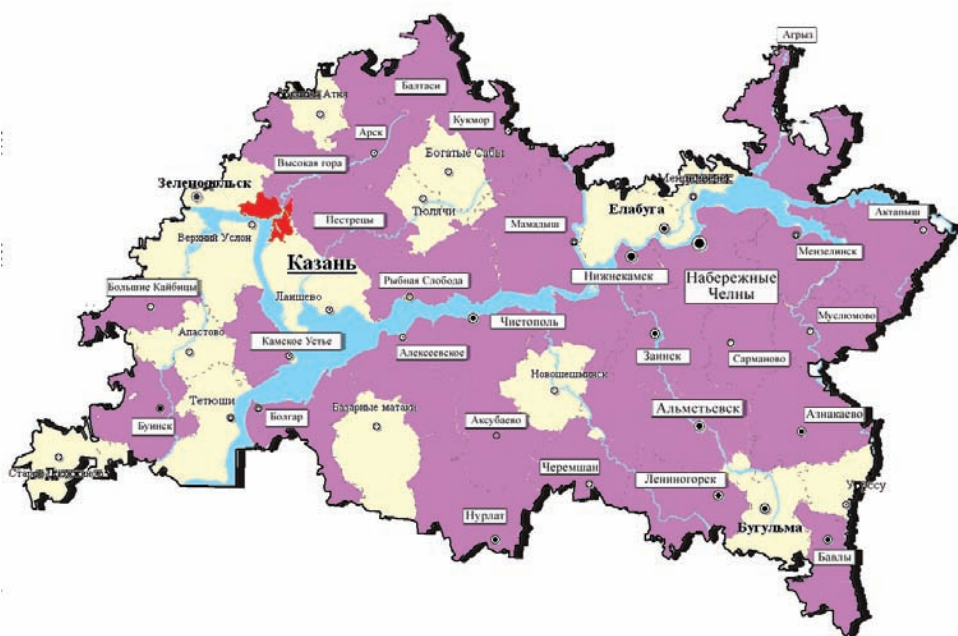 Агрыз
Балтаси
Атня
Кукмор
Арск
Богатые Сабы
Высокая гора
Зеленодольск
Тюлячи
Елабуга
Пестрецы
Мамадыш
Актаныш
Верхний Услон
Мензелинск
Казань
Нижнекамск
Набережные
Челны
Рыбная Слобода
Большие Кайбицы
Лаишево
Муслюмово
Чистополь
Апастово
Камское Устье
Алексеевское
Заинск
Сарманово
Новошешминск
Тетюши
Болгар
Базарные матаки
Альметьевск
Азнакаево
Буинск
Аксубаево
Черемшан
Лениногорск
Нурлат
Бугульма
Бавлы